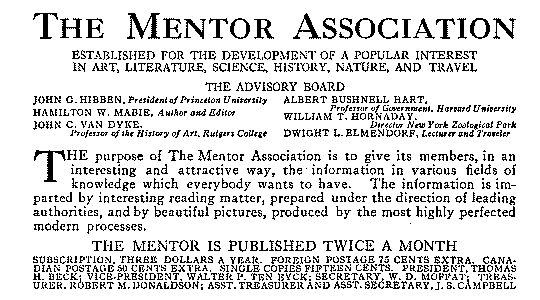 THE MENTOR ASSOCIATION
ESTABLISHED FOR THE DEVELOPMENT OF A POPULAR INTEREST
IN ART, LITERATURE, SCIENCE, HISTORY, NATURE, AND TRAVEL
THE ADVISORY BOARD
JOHN G. HIBBEN, President of Princeton University
HAMILTON W. MABIE, Author and Editor
JOHN C. VAN DYKE,
Professor of the History of Art, Rutgers College
ALBERT BUSHNELL HART,
Professor of Government, Harvard University
WILLIAM T. HORNADAY,
Director New York Zoological Park
DWIGHT L. ELMENDORF, Lecturer and Traveler
THE purpose of The Mentor Association is to give its members, in an
interesting and attractive way, the information in various fields of
knowledge which everybody wants to have. The information is im-
parted by interesting reading matter, prepared under the direction of leading
authorities, and by beautiful pictures, produced by the most highly perfected
modern processes.
THE MENTOR IS PUBLISHED TWICE A MONTH
SUBSCRIPTION, THREE DOLLARS A YEAR. FOREIGN POSTAGE 75 CENTS EXTRA. CANA-
DIAN POSTAGE 50 CENTS EXTRA. SINGLE COPIES FIFTEEN CENTS. PRESIDENT, THOMAS
H. BECK; VICE-PRESIDENT, WALTER P. TEN EYCK; SECRETARY, W. D. MOFFAT; TREAS-
URER, ROBERT M. DONALDSON; ASST. TREASURER AND ASST. SECRETARY, J. S. CAMPBELL